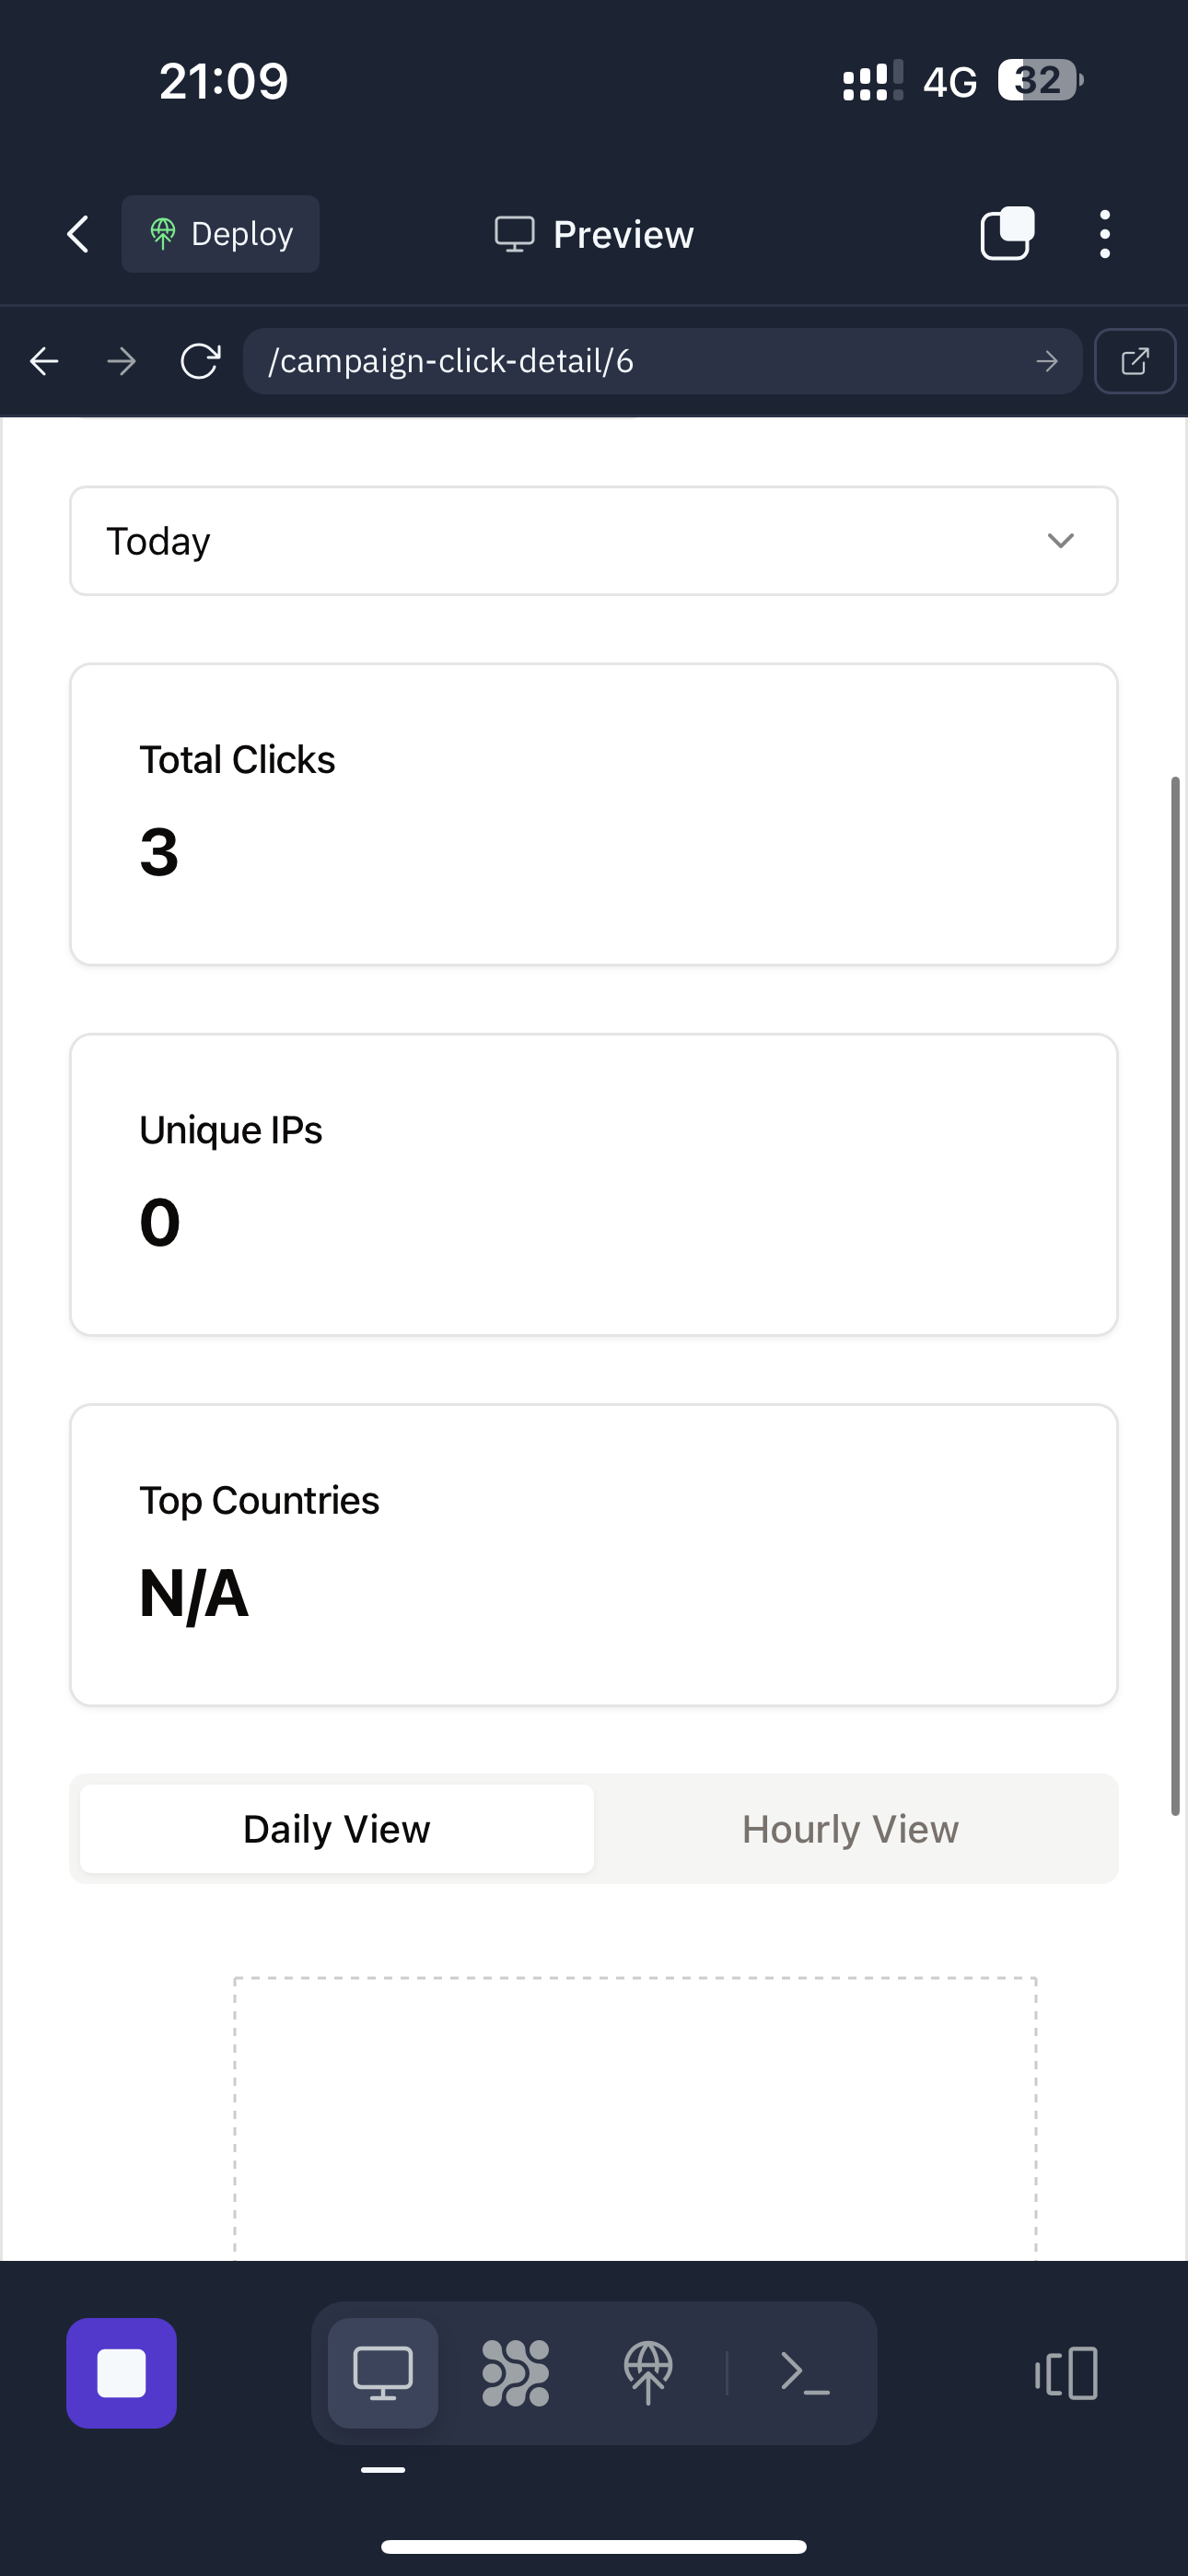 21:09
4G
32
Deploy
Preview
/campaign-click-detail/6
Today
Total Clicks
3
Unique IPs
0
Top Countries
N/A
Daily View
Hourly View